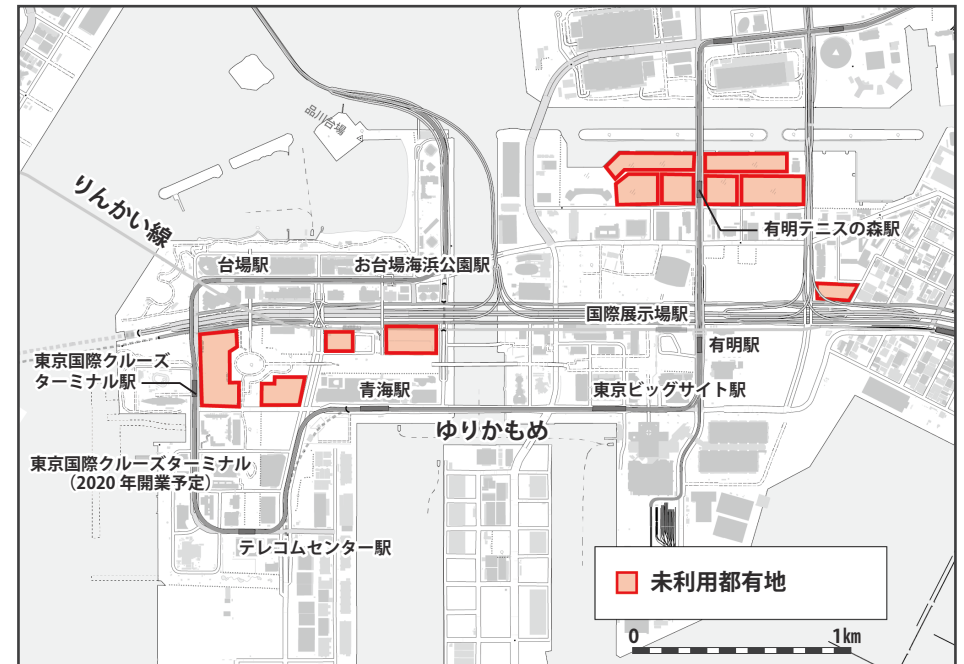 品川台場
りんかい線
有明テニスの森駅
台場駅
お台場海浜公園駅
国際展示場駅
有明駅
東京国際クルーズ
ターミナル駅
青海駅
東京ビッグサイト駅
ゆりかもめ
東京国際クルーズターミナル
（2020 年開業予定）
テレコムセンター駅
未利用都有地
0
1km